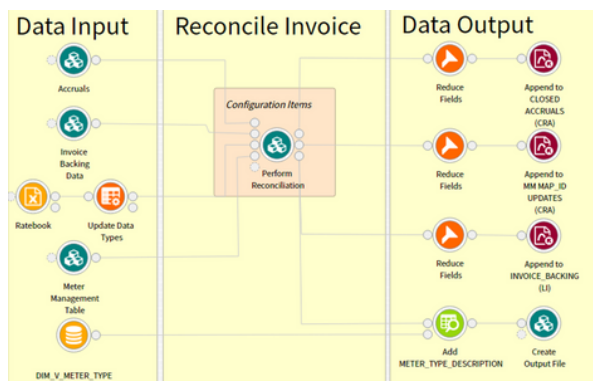 Data Input
Reconcile Invoice
Data Output
Accruals
Invoice
Backing
Data
Ratebook
Update Data
Types
Meter
Management
Table
DIM_V_METER_TYPE
Configuration Items
Perform
Reconciliation
Reduce
Fields
Append to
CLOSED
ACCRUALS
(CRA)
Reduce
Fields
Append to
MM MAP_ID
UPDATES
(CRA)
Reduce
Fields
Append to
INVOICE_BACKING
(LI)
Add
METER_TYPE_DESCRIPTION
Create
Output File